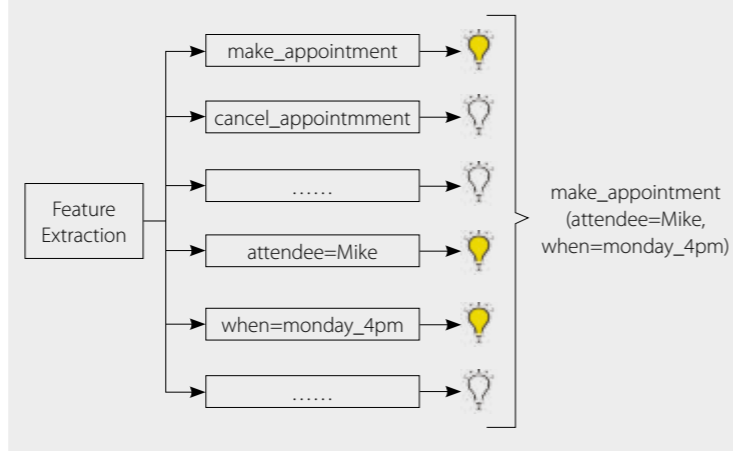 make_appointment
cancel_appointmment
......
Feature
Extraction
attendee=Mike
when=monday_4pm
......
make_appointment
(attendee=Mike,
when=monday_4pm)